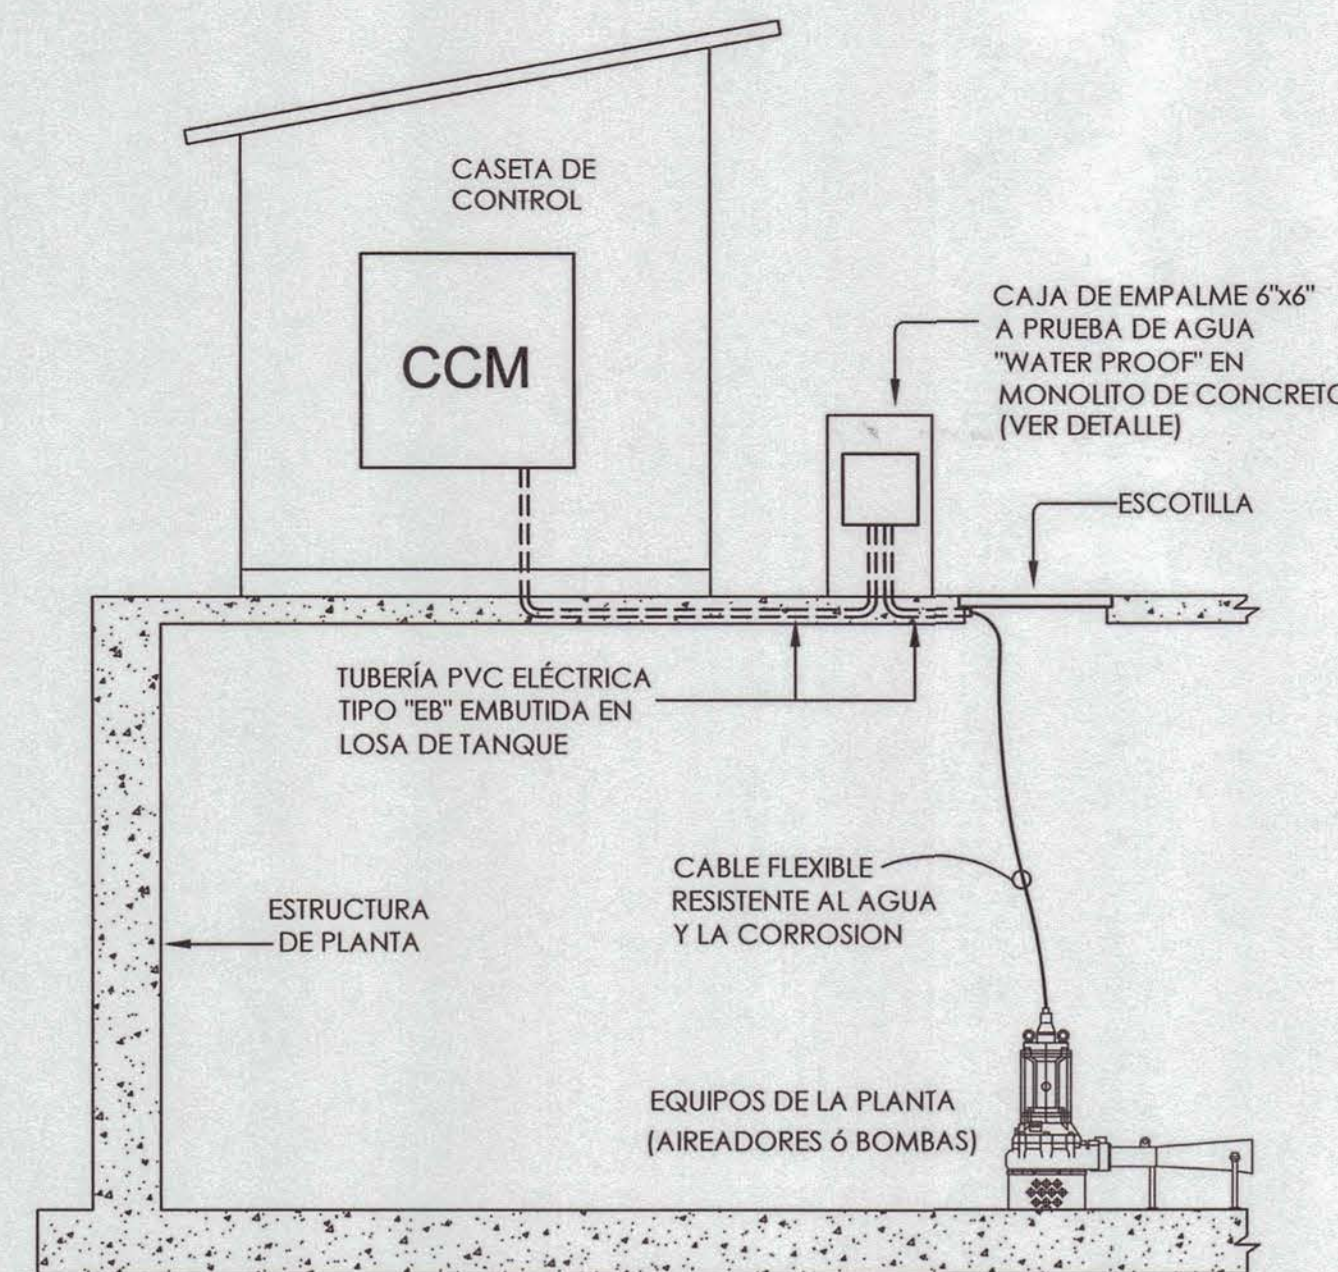 CASETA DE
CONTROL
CCM
CAJA DE EMPALME 6"x6"
A PRUEBA DE AGUA
"WATER PROOF" EN
MONOLITO DE CONCRETO
(VER DETALLE)
ESCOTILLA
TUBERÍA PVC ELÉCTRICA
TIPO "EB" EMBUTIDA EN
LOSA DE TANQUE
CABLE FLEXIBLE
RESISTENTE AL AGUA
Y LA CORROSION
ESTRUCTURA
DE PLANTA
EQUIPOS DE LA PLANTA
(AIREADORES ó BOMBAS)